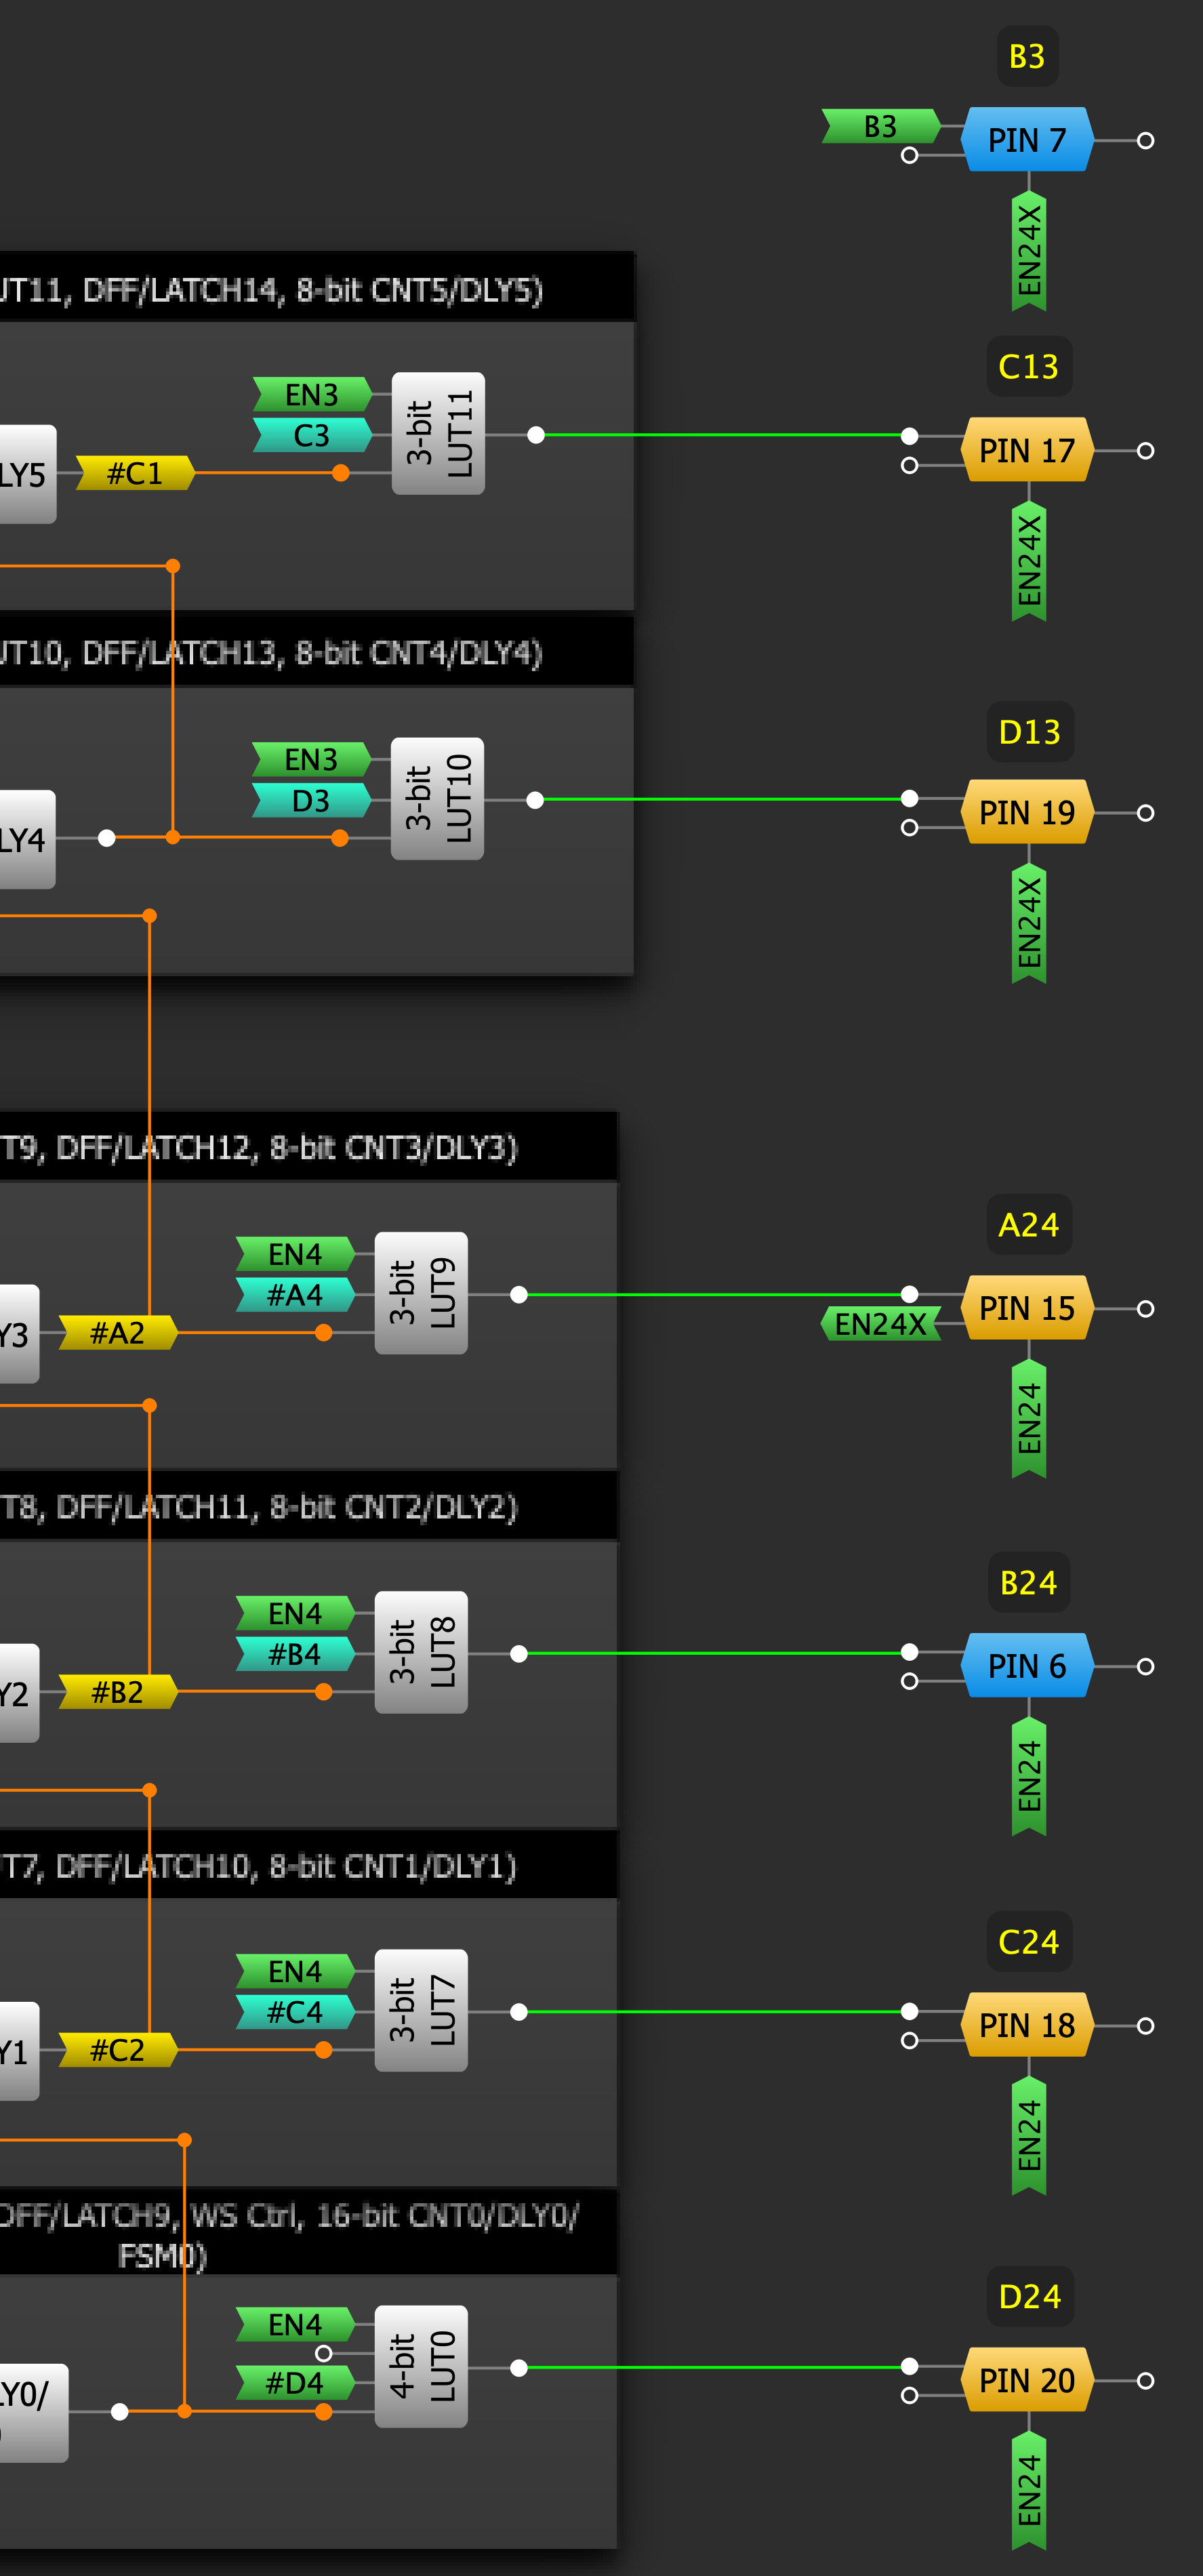 B3
B3
PIN 7
EN24X
UT11, DFF/LATCH14, 8-bit CNT5/DLY5)
C13
EN3
C3
3-bit
LUT11
PIN 17
LY5
#C1
EN24X
UT10, DFF/LATCH13, 8-bit CNT4/DLY4)
D13
EN3
D3
3-bit
LUT10
PIN 19
LY4
EN24X
T9, DFF/LATCH12, 8-bit CNT3/DLY3)
A24
EN4
#A4
3-bit
LUT9
PIN 15
EN24X
Y3
#A2
EN24
T8, DFF/LATCH11, 8-bit CNT2/DLY2)
B24
EN4
#B4
3-bit
LUT8
PIN 6
Y2
#B2
EN24
T7, DFF/LATCH10, 8-bit CNT1/DLY1)
C24
EN4
#C4
3-bit
LUT7
PIN 18
Y1
#C2
EN24
DFF/LATCH9, WS Ctrl, 16-bit CNT0/DLY0/
FSM0)
D24
EN4
#D4
4-bit
LUT0
PIN 20
LY0/
)
EN24